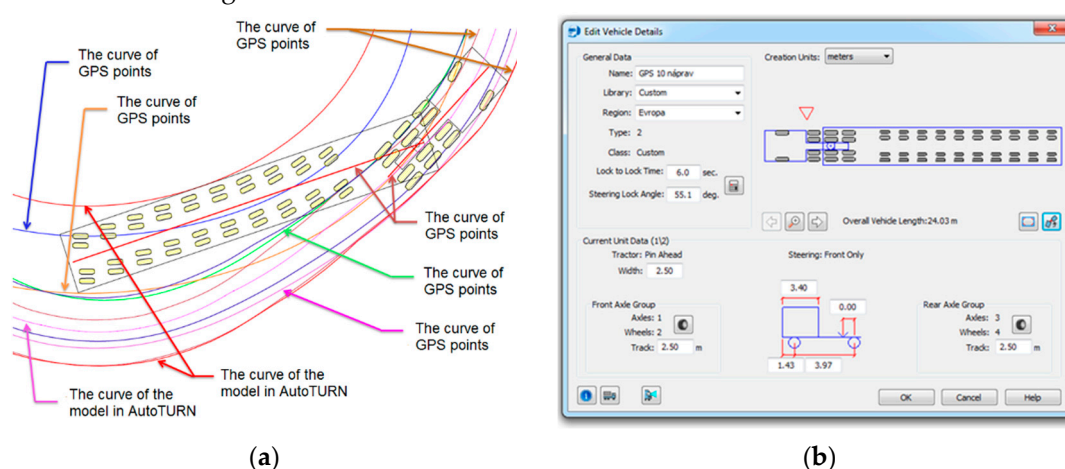 The curve of
GPS points
The curve of
GPS points
The curve of
GPS points
The curve of
GPS points
The curve of
GPS points
The curve of
GPS points
The curve of the
model in AutoTURN
The curve of the
model in AutoTURN
(a)
Edit Vehicle Details
General Data
Name: GPS 10 náprav
Library: Custom
Region: Evropa
Type: 2
Class: Custom
Lock to Lock Time: 6.0 sec.
Steering Lock Angle: 55.1 deg.
Creation Units: meters
Overall Vehicle Length:24.03 m
Current Unit Data (1\2)
Tractor: Pin Ahead
Width: 2.50
Steering: Front Only
Front Axle Group
Axles: 1
Wheels: 2
Track: 2.50 m
3.40
0.00
1.43 3.97
Rear Axle Group
Axles: 3
Wheels: 4
Track: 2.50 m
OK Cancel Help
(b)